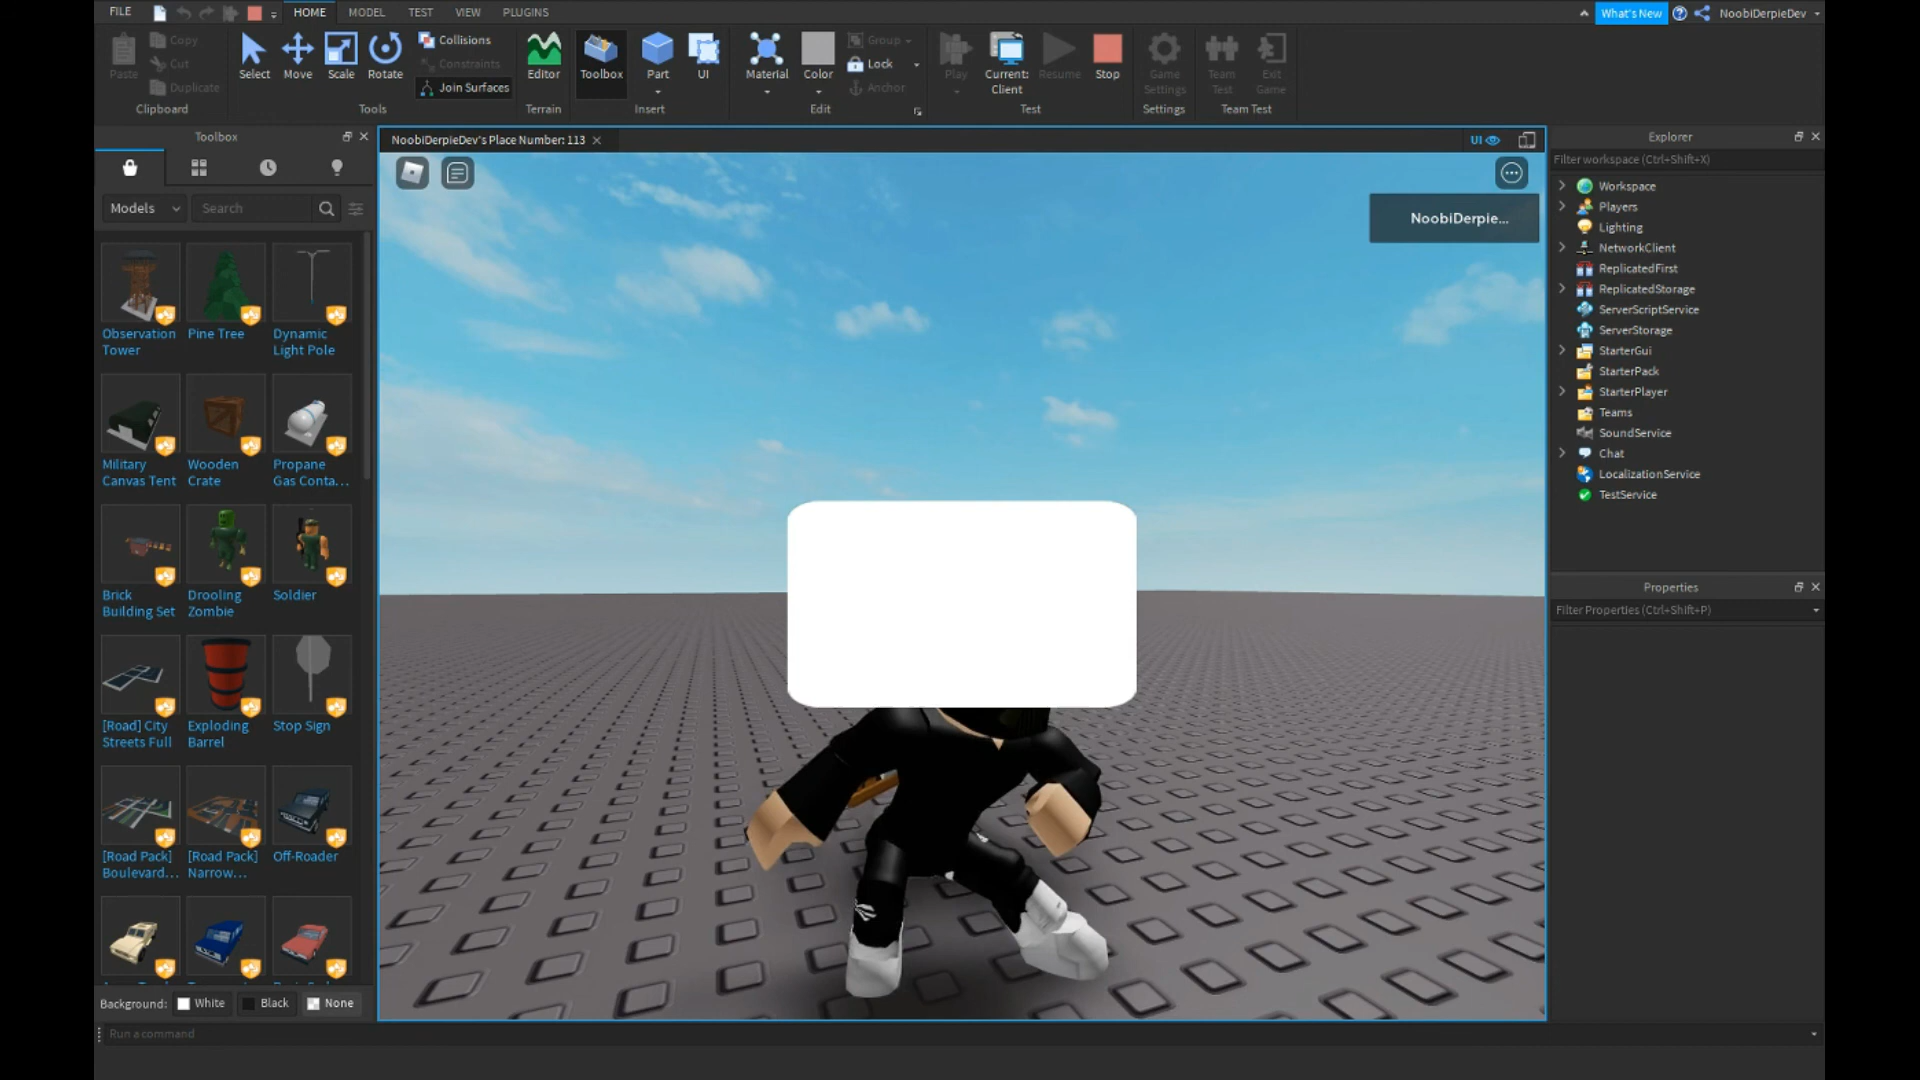 FILE
HOME
MODEL
TEST
VIEW
PLUGINS
What's New
NoobiDerpieDev
Paste
Copy
Cut
Duplicate
Clipboard
Select
Move
Scale
Rotate
Collisions
Constraints
Join Surfaces
Tools
Editor
Terrain
Toolbox
Part
UI
Insert
Material
Color
Group
Lock
Anchor
Edit
Play
Current:
Client
Resume
Stop
Test
Game
Settings
Settings
Team
Test
Exit
Game
Team Test
Toolbox
Models
Search
Observation
Tower
Pine Tree
Dynamic
Light Pole
Military
Canvas Tent
Wooden
Crate
Propane
Gas Conta...
Brick
Building Set
Drooling
Zombie
Soldier
[Road] City
Streets Full
Exploding
Barrel
Stop Sign
[Road Pack]
Boulevard...
[Road Pack]
Narrow...
Off-Roader
Background:
White
Black
None
Run a command
NoobiDerpieDev's Place Number: 113
UI
NoobiDerpie...
Explorer
Filter workspace (Ctrl+Shift+X)
Workspace
Players
Lighting
NetworkClient
ReplicatedFirst
ReplicatedStorage
ServerScriptService
ServerStorage
StarterGui
StarterPack
StarterPlayer
Teams
SoundService
Chat
LocalizationService
TestService
Properties
Filter Properties (Ctrl+Shift+P)